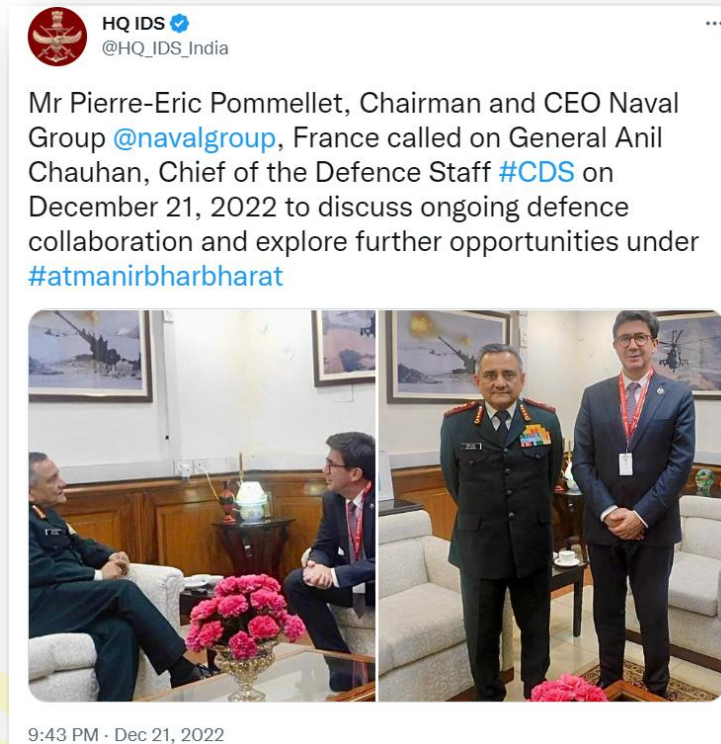 HQ IDS
@HQ_IDS_India
Mr Pierre-Eric Pommellet, Chairman and CEO Naval
Group @navalgroup, France called on General Anil
Chauhan, Chief of the Defence Staff #CDS on
December 21, 2022 to discuss ongoing defence
collaboration and explore further opportunities under
#atmanirbharbharat
9:43 PM · Dec 21, 2022